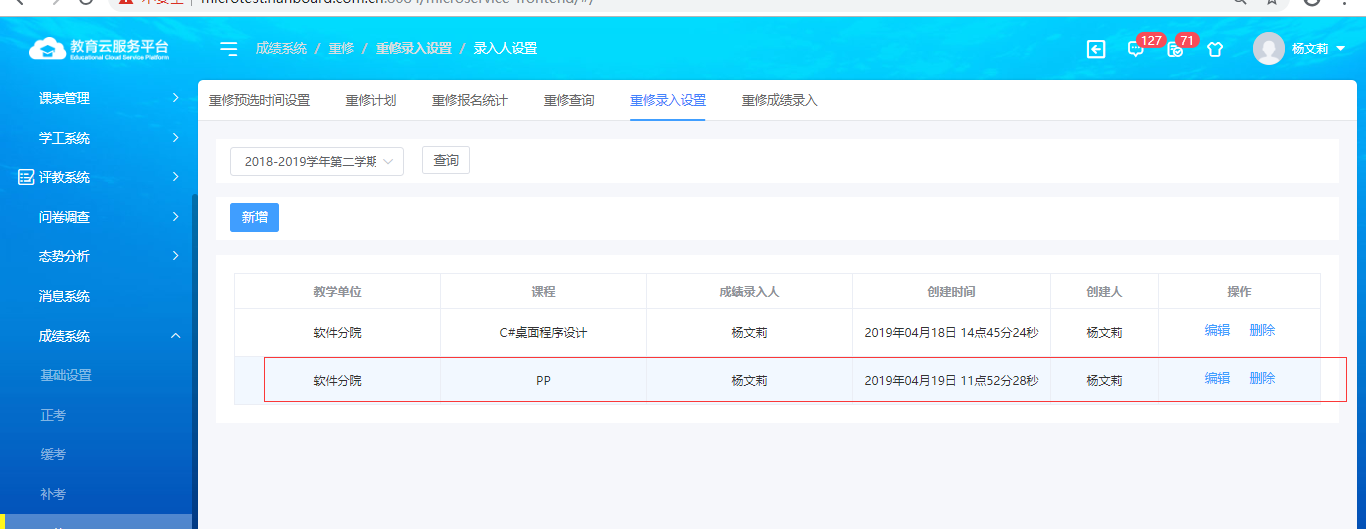 教育云服务平台
Educational Cloud Service Platform
成绩系统 / 重修 / 重修录入设置 / 录入人设置
127
71
杨文莉
课表管理
学工系统
评教系统
问卷调查
态势分析
消息系统
成绩系统
基础设置
正考
缓考
补考
重修预选时间设置 重修计划 重修报名统计 重修查询 重修录入设置 重修成绩录入
2018-2019学年第二学期 查询
新增
教学单位 课程 成绩录入人 创建时间 创建人 操作
软件分院 C#桌面程序设计 杨文莉 2019年04月18日 14点45分24秒 杨文莉 编辑 删除
软件分院 PP 杨文莉 2019年04月19日 11点52分28秒 杨文莉 编辑 删除